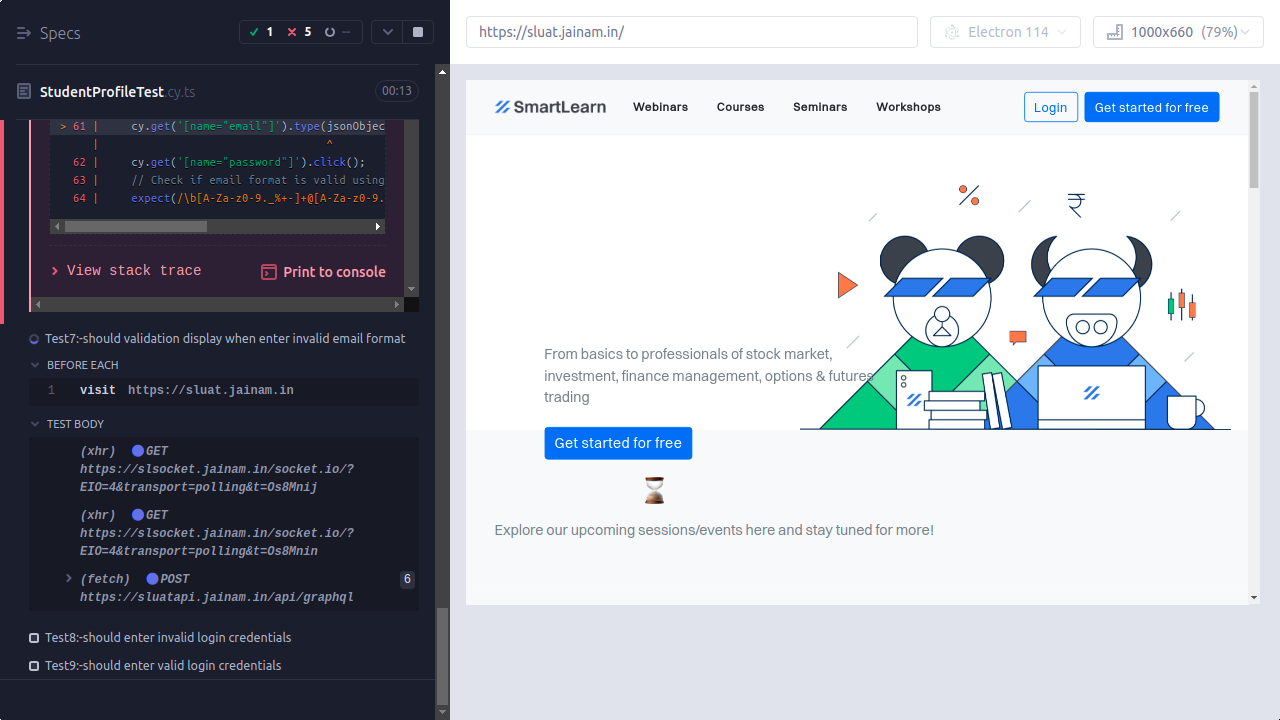 Specs
1
5
--
StudentProfileTest.cy.ts
00:13
> 61 | cy.get('[name="email"]').type(jsonObjec
| ^
62 | cy.get('[name="password"]').click();
63 | // Check if email format is valid using
64 | expect(/\b[A-Za-z0-9._%+-]+@[A-Za-z0-9.
View stack trace
Print to console
Test7:-should validation display when enter invalid email format
BEFORE EACH
1 visit https://sluat.jainam.in
TEST BODY
(xhr) GET
https://slsocket.jainam.in/socket.io/?
EIO=4&transport=polling&t=Os8Mnij
(xhr) GET
https://slsocket.jainam.in/socket.io/?
EIO=4&transport=polling&t=Os8Mnin
(fetch) POST 6
https://sluatapi.jainam.in/api/graphql
Test8:-should enter invalid login credentials
Test9:-should enter valid login credentials
https://sluat.jainam.in/
Electron 114
1000x660 (79%)
SmartLearn
Webinars
Courses
Seminars
Workshops
Login
Get started for free
%
₹
From basics to professionals of stock market,
investment, finance management, options & futures
trading
Get started for free
Explore our upcoming sessions/events here and stay tuned for more!